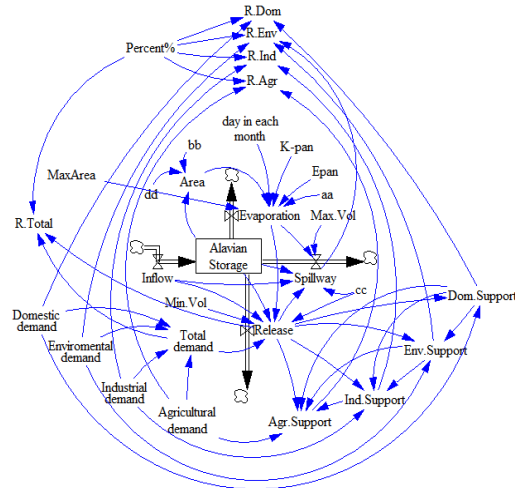 R.Dom
R.Env
Percent%
R.Ind
R.Agr
day in each
month
bb
K-pan
MaxArea
Area
Epan
dd
aa
R.Total
Evaporation
Max.Vol
Alavian
Storage
Inflow
Spillway
Min.Vol
cc
Dom.Support
Domestic
demand
Release
Total
demand
Enviromental
demand
Env.Support
Industrial
demand
Ind.Support
Agricultural
demand
Agr.Support